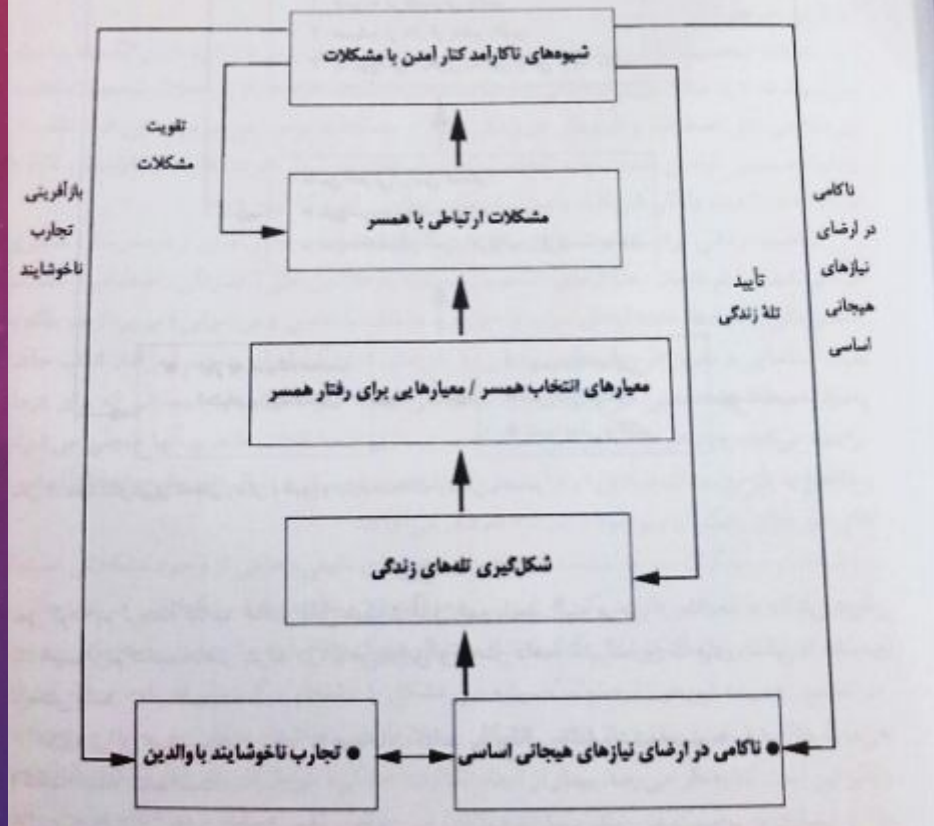 شیوه‌های ناکارآمد کنار آمدن با مشکلات
تقویت
مشکلات
بازآفرینی
تجارب
ناخوشایند
مشکلات ارتباطی با همسر
ناکامی
در ارضای
نیازهای
هیجانی
اساسی
تأیید
تلهٔ زندگی
معیارهای انتخاب همسر / معیارهایی برای رفتار همسر
شکل‌گیری تله‌های زندگی
● ناکامی در ارضای نیازهای هیجانی اساسی
● تجارب ناخوشایند با والدین